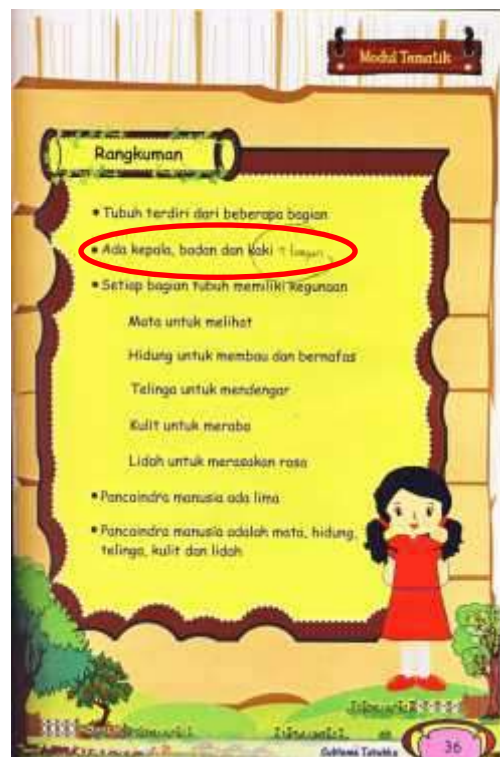 Modul Tematik
Rangkuman
• Tubuh terdiri dari beberapa bagian
• Ada kepala, badan dan kaki
• Setiap bagian tubuh memiliki kegunaan
Mata untuk melihat
Hidung untuk membau dan bernafas
Telinga untuk mendengar
Kulit untuk meraba
Lidah untuk merasakan rasa
• Pancaindra manusia ada lima
• Pancaindra manusia adalah mata, hidung,
telinga, kulit dan lidah
36